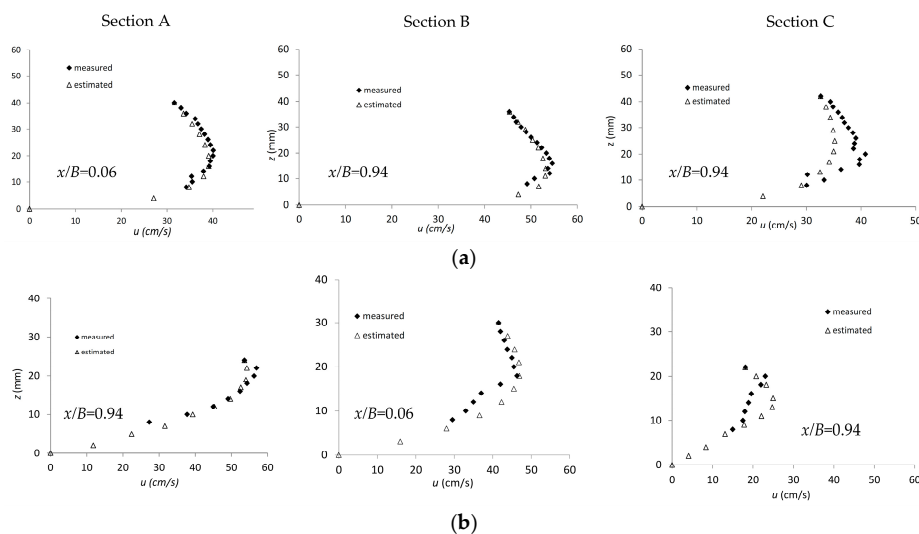 Section A
Section B
Section C
60
50
40
30
20
10
0
z (mm)
measured
estimated
x/B=0.06
0 10 20 30 40
u (cm/s)
60
50
40
30
20
10
0
z (mm)
measured
estimated
x/B=0.94
0 10 20 30 40 50 60
u (cm/s)
60
50
40
30
20
10
0
z (mm)
measured
estimated
x/B=0.94
0 10 20 30 40 50
u (cm/s)
(a)
40
30
20
10
0
z (mm)
measured
estimated
x/B=0.94
0 10 20 30 40 50 60
u (cm/s)
40
30
20
10
0
z (mm)
measured
estimated
x/B=0.06
0 10 20 30 40 50 60
u (cm/s)
40
30
20
10
0
z (mm)
measured
estimated
x/B=0.94
0 10 20 30 40 50 60
u (cm/s)
(b)